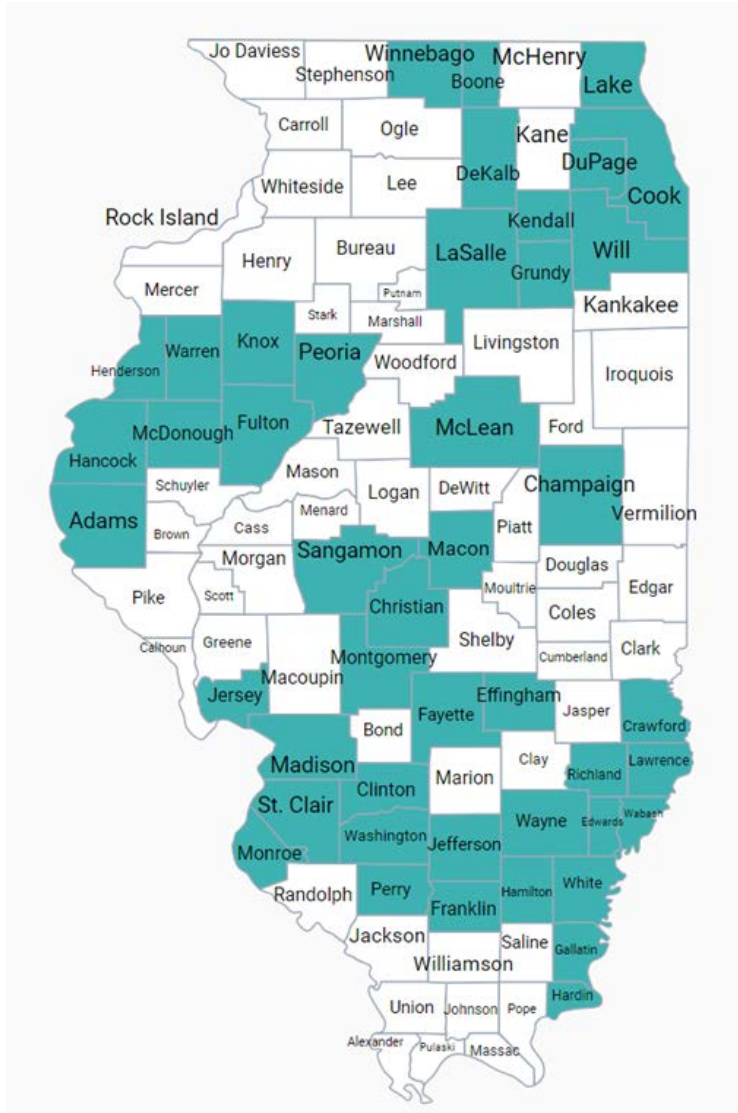 Jo Daviess
Stephenson
Winnebago
Boone
McHenry
Lake
Carroll
Ogle
Kane
DeKalb
DuPage
Cook
Whiteside
Lee
Rock Island
Kendall
Bureau
LaSalle
Will
Henry
Grundy
Mercer
Putnam
Kankakee
Stark
Marshall
Knox
Warren
Peoria
Livingston
Woodford
Henderson
Iroquois
Fulton
McDonough
Tazewell
McLean
Ford
Hancock
Mason
Schuyler
Logan
DeWitt
Champaign
Vermilion
Adams
Menard
Cass
Brown
Piatt
Sangamon
Macon
Morgan
Douglas
Edgar
Moultrie
Pike
Scott
Christian
Coles
Shelby
Greene
Calhoun
Clark
Cumberland
Montgomery
Macoupin
Jersey
Effingham
Fayette
Jasper
Crawford
Bond
Clay
Lawrence
Madison
Marion
Richland
Clinton
St. Clair
Wayne
Edwards
Wabash
Washington
Jefferson
Monroe
Perry
Hamilton
White
Randolph
Franklin
Jackson
Saline
Gallatin
Williamson
Hardin
Union
Johnson
Pope
Alexander
Pulaski
Massac